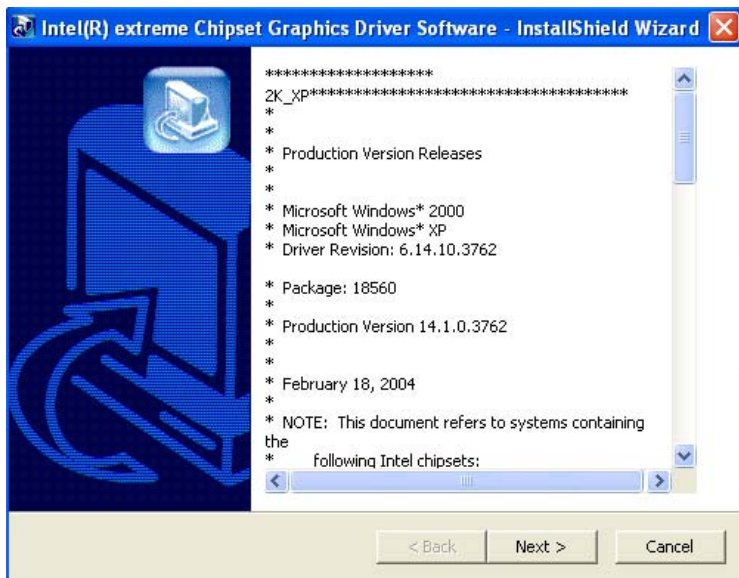 Intel(R) extreme Chipset Graphics Driver Software - InstallShield Wizard
*******************
2K_XP************************************
*
*
* Production Version Releases
*
*
* Microsoft Windows* 2000
* Microsoft Windows* XP
* Driver Revision: 6.14.10.3762
* Package: 18560
*
* Production Version 14.1.0.3762
*
*
* February 18, 2004
*
* NOTE: This document refers to systems containing
the
* following Intel chipsets:
< Back
Next >
Cancel